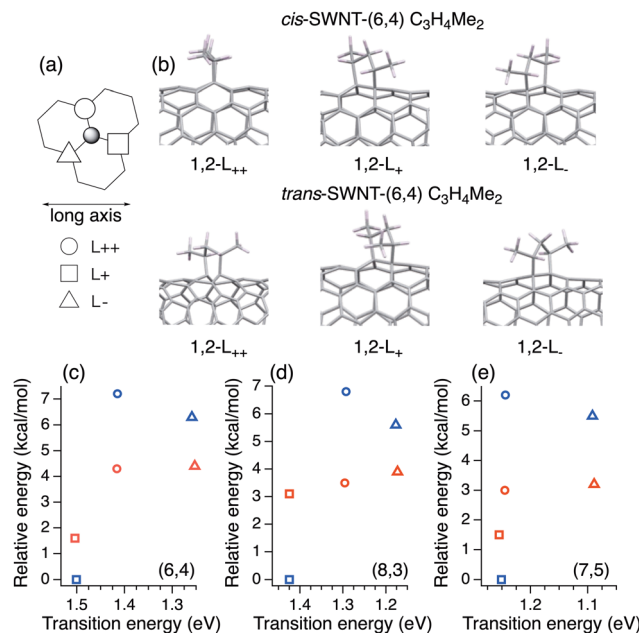 cis-SWNT-(6,4) C3H4Me2
(a)
(b)
1,2-L++
1,2-L+
1,2-L-
trans-SWNT-(6,4) C3H4Me2
long axis
L++
L+
L-
1,2-L++
1,2-L+
1,2-L-
(c)
Relative energy (kcal/mol)
7
6
5
4
3
2
1
0
1.5
1.4
1.3
(6,4)
Transition energy (eV)
(d)
Relative energy (kcal/mol)
7
6
5
4
3
2
1
0
1.4
1.3
1.2
(8,3)
Transition energy (eV)
(e)
Relative energy (kcal/mol)
6
5
4
3
2
1
0
1.2
1.1
(7,5)
Transition energy (eV)